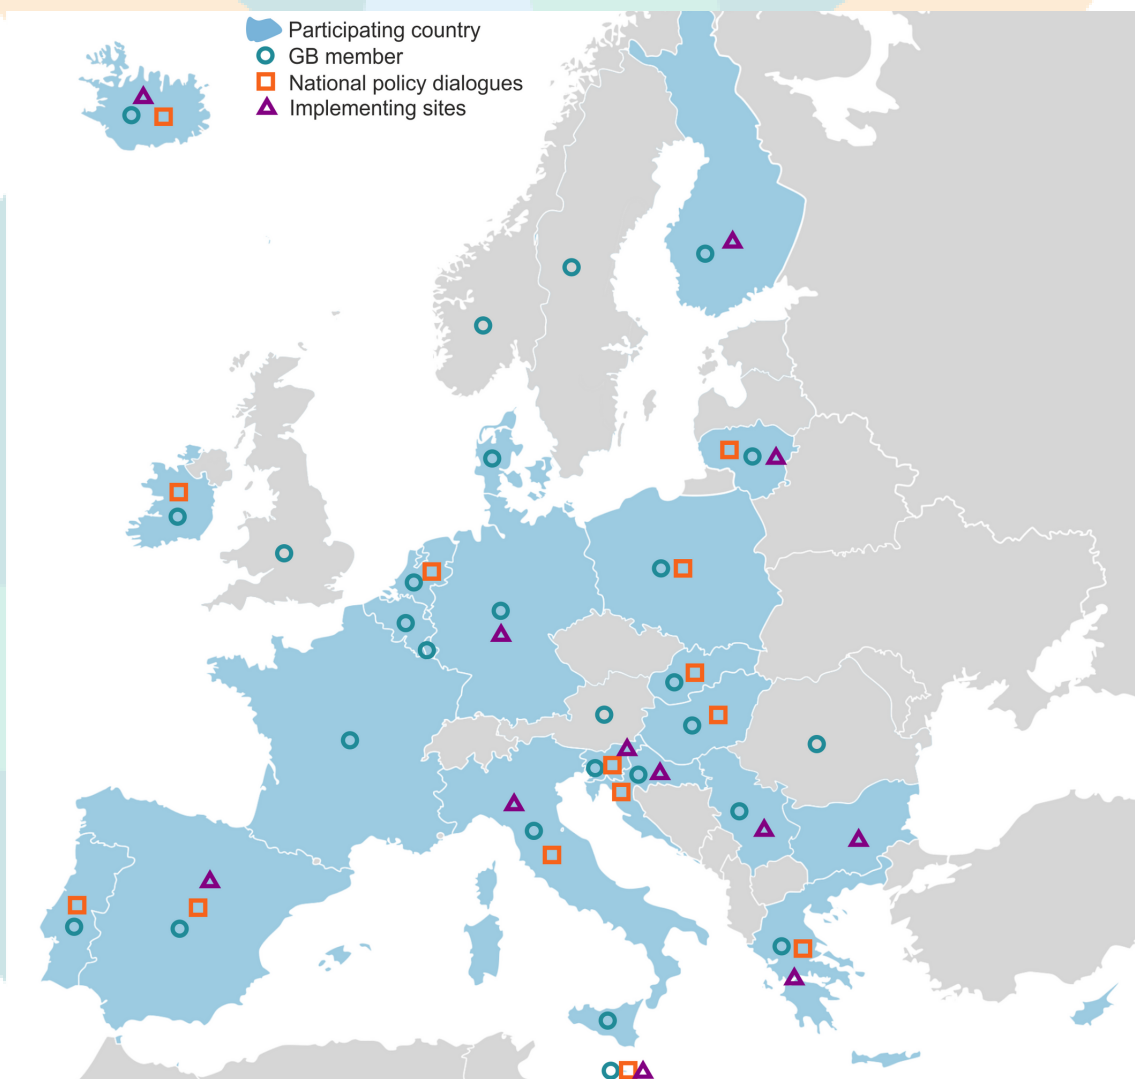 Participating country
GB member
National policy dialogues
Implementing sites